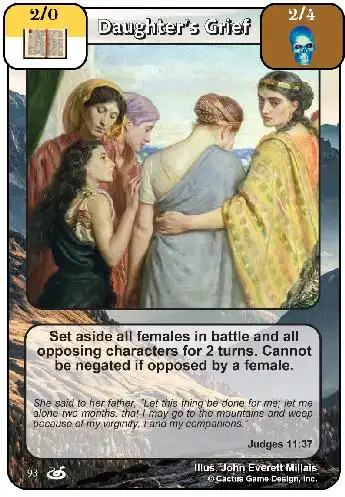 2/0
Daughter's Grief
2/4
Set aside all females in battle and all
opposing characters for 2 turns. Cannot
be negated if opposed by a female.
She said to her father, "Let this thing be done for me; let me
alone two months, that I may go to the mountains and weep
because of my virginity, I and my companions."
Judges 11:37
93
Illus. John Everett Millais
© Cactus Game Design, Inc.